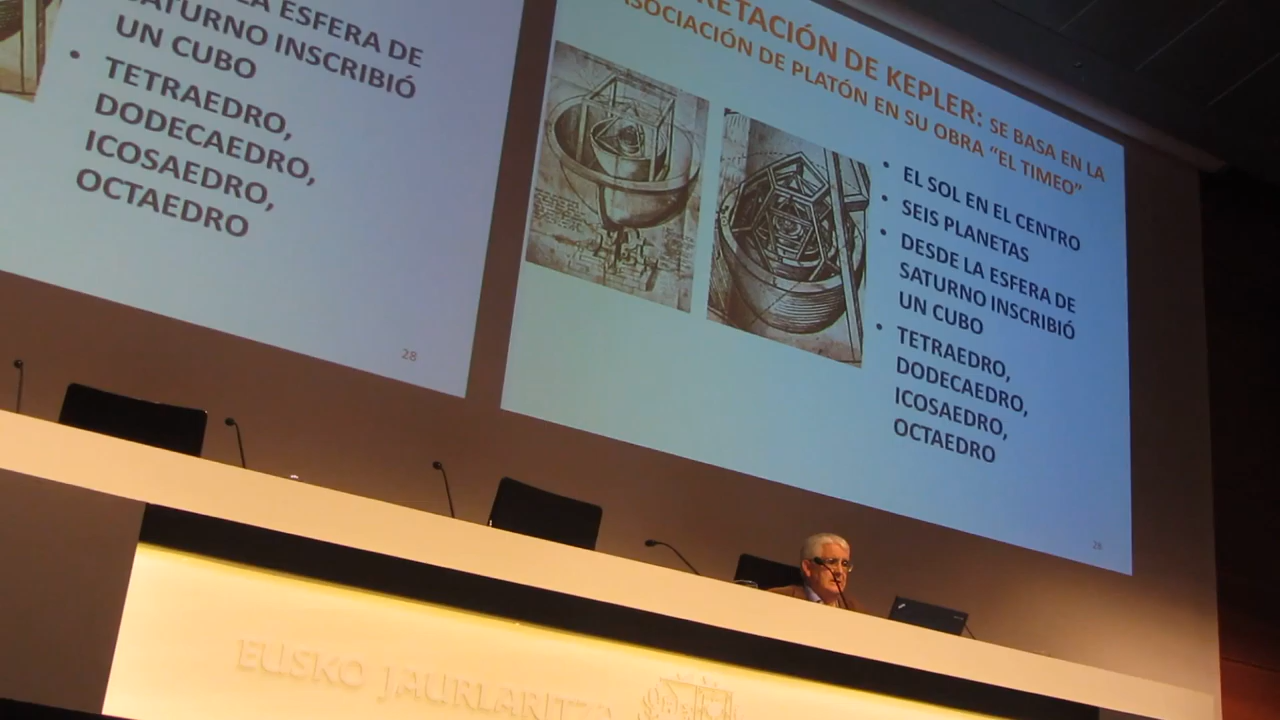 LA ESFERA DE
SATURNO INSCRIBIÓ
UN CUBO
• TETRAEDRO,
DODECAEDRO,
ICOSAEDRO,
OCTAEDRO
28
DE KEPLER: SE BASA EN LA
ASOCIACIÓN DE PLATÓN EN SU OBRA "EL TIMEO"
• EL SOL EN EL CENTRO
• SEIS PLANETAS
• DESDE LA ESFERA DE
SATURNO INSCRIBIÓ
UN CUBO
• TETRAEDRO,
DODECAEDRO,
ICOSAEDRO,
OCTAEDRO
28
EUSKO JAURLARITZA